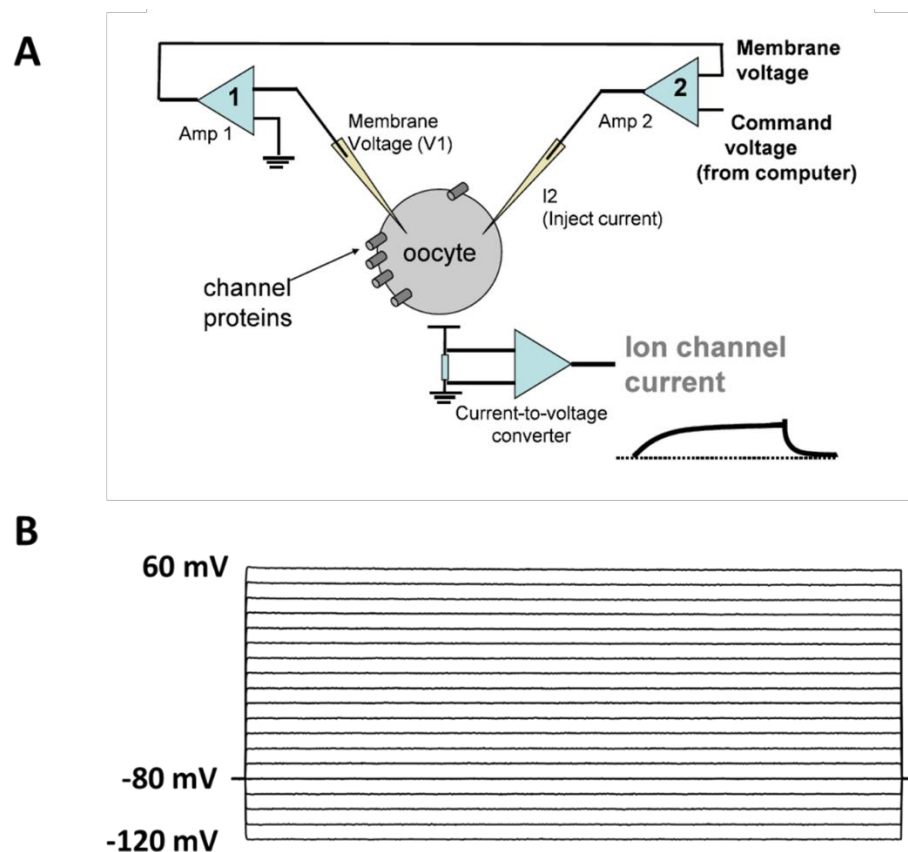 A
1
Amp 1
Membrane
Voltage (V1)
2
Amp 2
Membrane
voltage
Command
voltage
(from computer)
I2
(Inject current)
oocyte
channel
proteins
Ion channel
current
Current-to-voltage
converter
B
60 mV
-80 mV
-120 mV